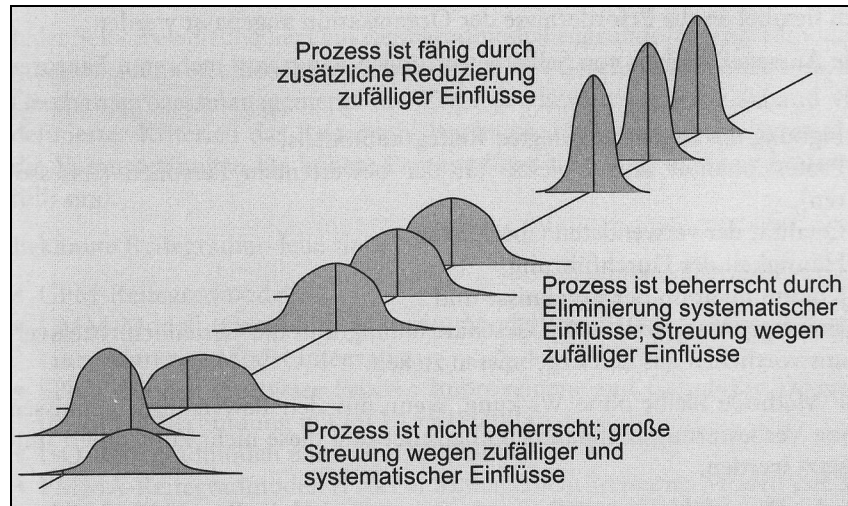 Prozess ist fähig durch
zusätzliche Reduzierung
zufälliger Einflüsse
Prozess ist beherrscht durch
Eliminierung systematischer
Einflüsse; Streuung wegen
zufälliger Einflüsse
Prozess ist nicht beherrscht; große
Streuung wegen zufälliger und
systematischer Einflüsse